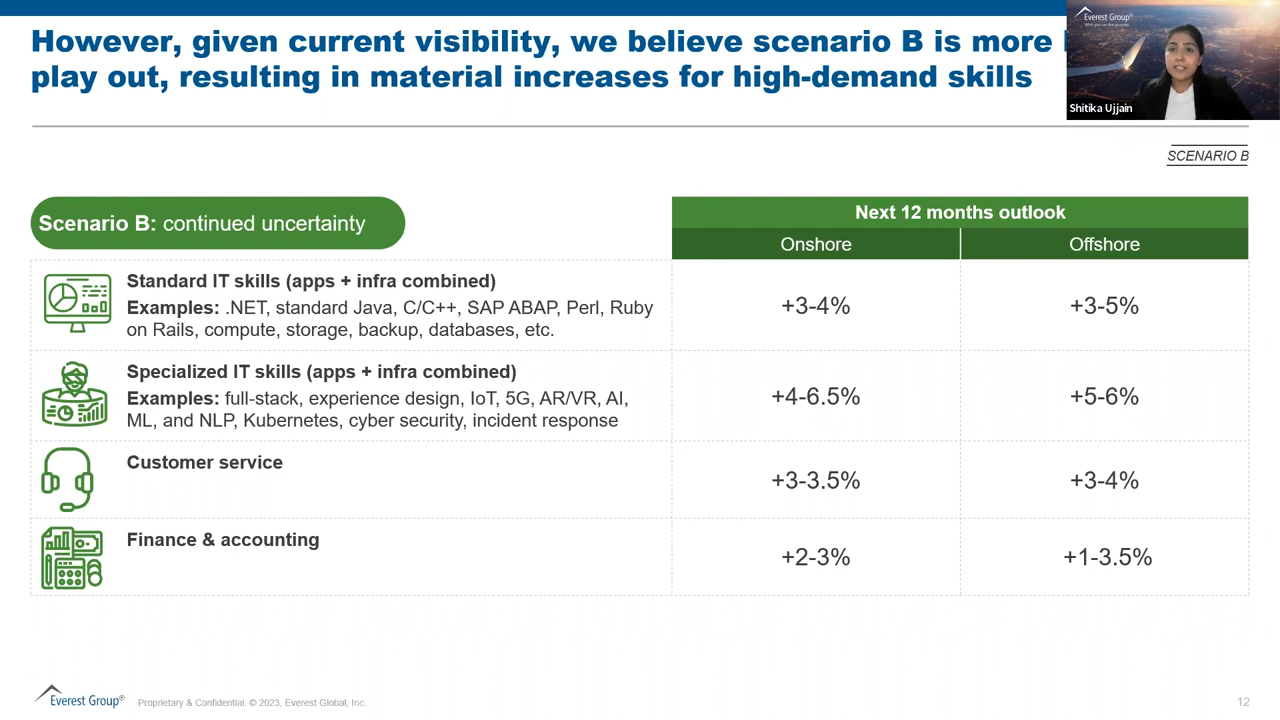 However, given current visibility, we believe scenario B is more
play out, resulting in material increases for high-demand skills
Everest Group®
With you on the journey
Shitika Ujjain
SCENARIO B
Scenario B: continued uncertainty
Next 12 months outlook
Onshore
Offshore
Standard IT skills (apps + infra combined)
Examples: .NET, standard Java, C/C++, SAP ABAP, Perl, Ruby
on Rails, compute, storage, backup, databases, etc.
+3-4%
+3-5%
Specialized IT skills (apps + infra combined)
Examples: full-stack, experience design, IoT, 5G, AR/VR, AI,
ML, and NLP, Kubernetes, cyber security, incident response
+4-6.5%
+5-6%
Customer service
+3-3.5%
+3-4%
Finance & accounting
+2-3%
+1-3.5%
Everest Group®
Proprietary & Confidential. © 2023, Everest Global, Inc.
12